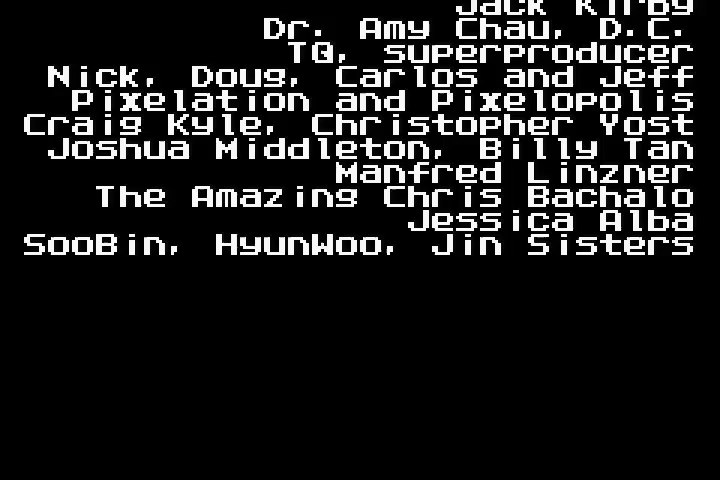 Jack Kirby
Dr. Amy Chau, D.C.
T0, superproducer
Nick, Doug, Carlos and Jeff
Pixelation and Pixelopolis
Craig Kyle, Christopher Yost
Joshua Middleton, Billy Tan
Manfred Linzner
The Amazing Chris Bachalo
Jessica Alba
SooBin, HyunWoo, Jin Sisters